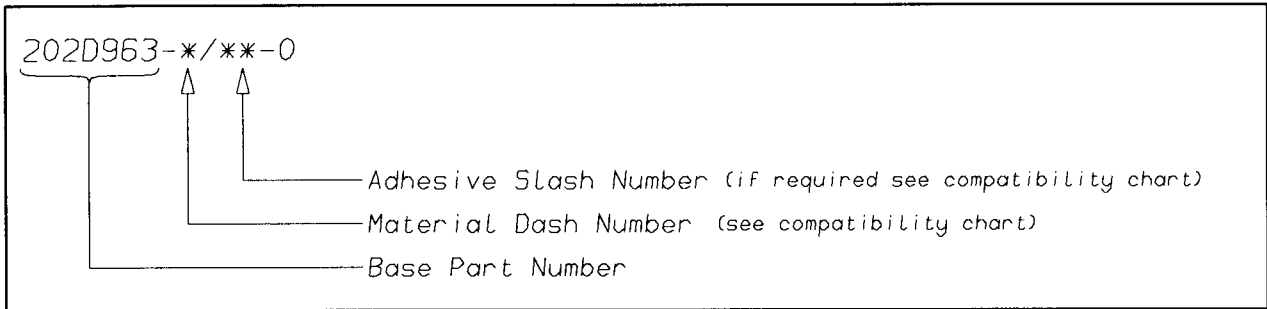 202D963-*/**-0
Adhesive Slash Number (if required see compatibility chart)
Material Dash Number (see compatibility chart)
Base Part Number